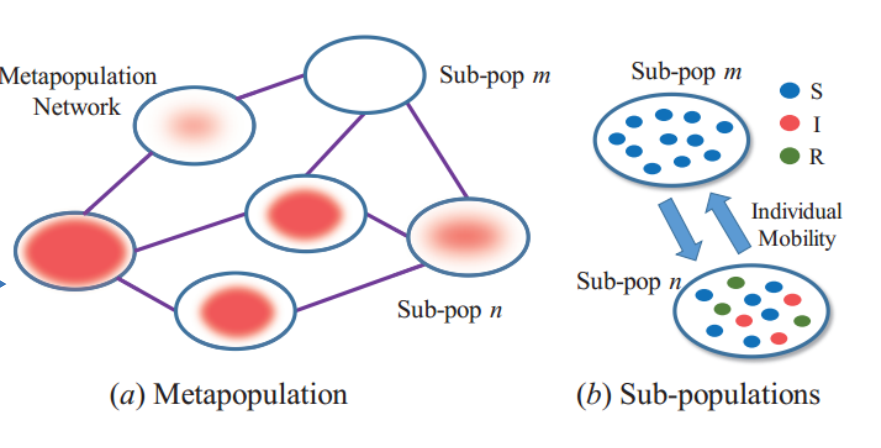 Metapopulation
Network
Sub-pop m
Sub-pop n
(a) Metapopulation
Sub-pop m
S
I
R
Individual
Mobility
Sub-pop n
(b) Sub-populations